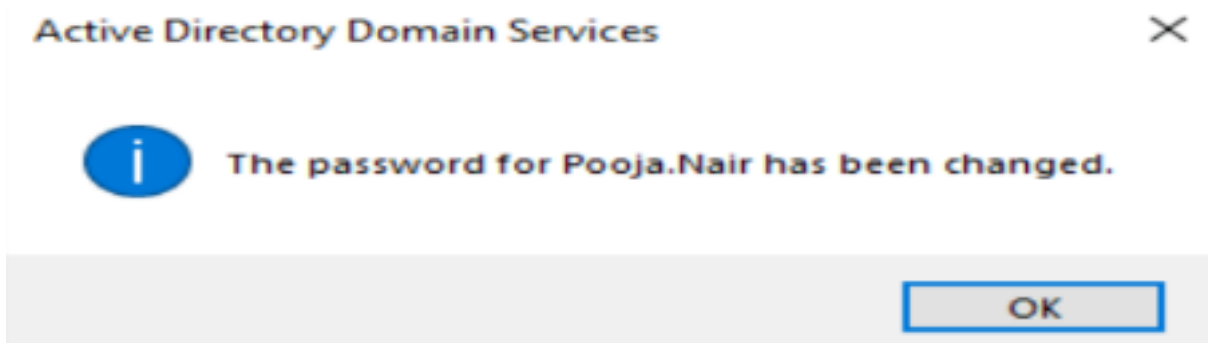 Active Directory Domain Services
The password for Pooja.Nair has been changed.
OK